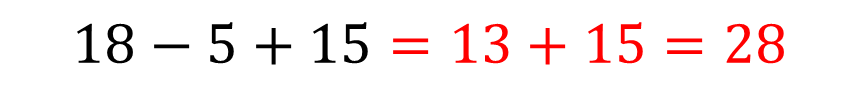 18 − 5 + 15 = 13 + 15 = 28